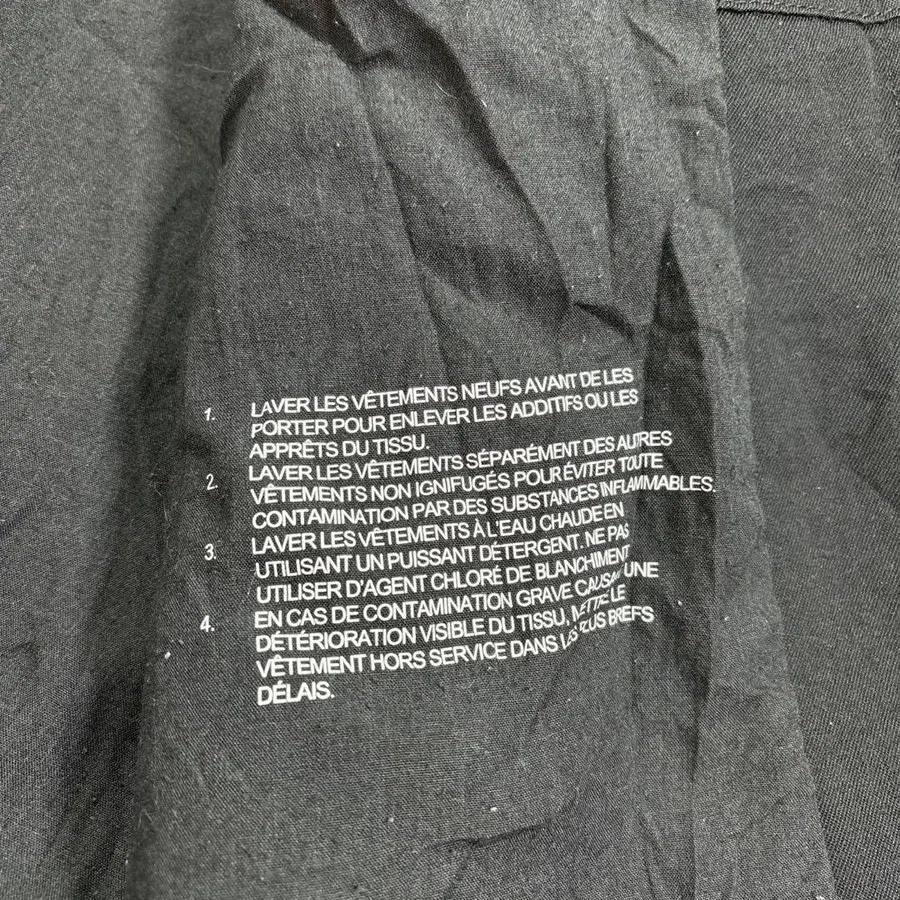 1. LAVER LES VÊTEMENTS NEUFS AVANT DE LES
PORTER POUR ENLEVER LES ADDITIFS OU LES
APPRÊTS DU TISSU.
2. LAVER LES VÊTEMENTS SÉPARÉMENT DES AUTRES
VÊTEMENTS NON IGNIFUGÉS POUR ÉVITER TOUTE
CONTAMINATION PAR DES SUBSTANCES INFLAMMABLES.
3. LAVER LES VÊTEMENTS À L'EAU CHAUDE EN
UTILISANT UN PUISSANT DÉTERGENT. NE PAS
UTILISER D'AGENT CHLORÉ DE BLANCHIMENT
4. EN CAS DE CONTAMINATION GRAVE CAUSANT UNE
DÉTÉRIORATION VISIBLE DU TISSU, METTRE LE
VÊTEMENT HORS SERVICE DANS LES PLUS BREFS
DÉLAIS.